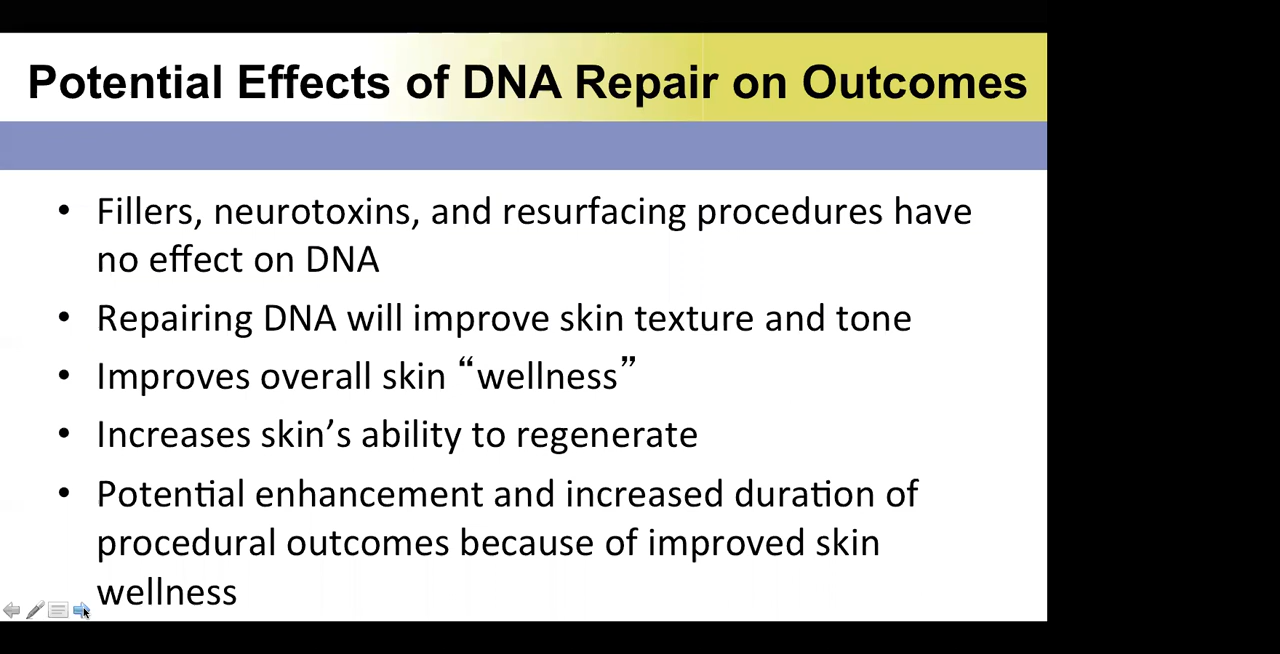 Potential Effects of DNA Repair on Outcomes
• Fillers, neurotoxins, and resurfacing procedures have
no effect on DNA
• Repairing DNA will improve skin texture and tone
• Improves overall skin “wellness”
• Increases skin’s ability to regenerate
• Potential enhancement and increased duration of
procedural outcomes because of improved skin
wellness